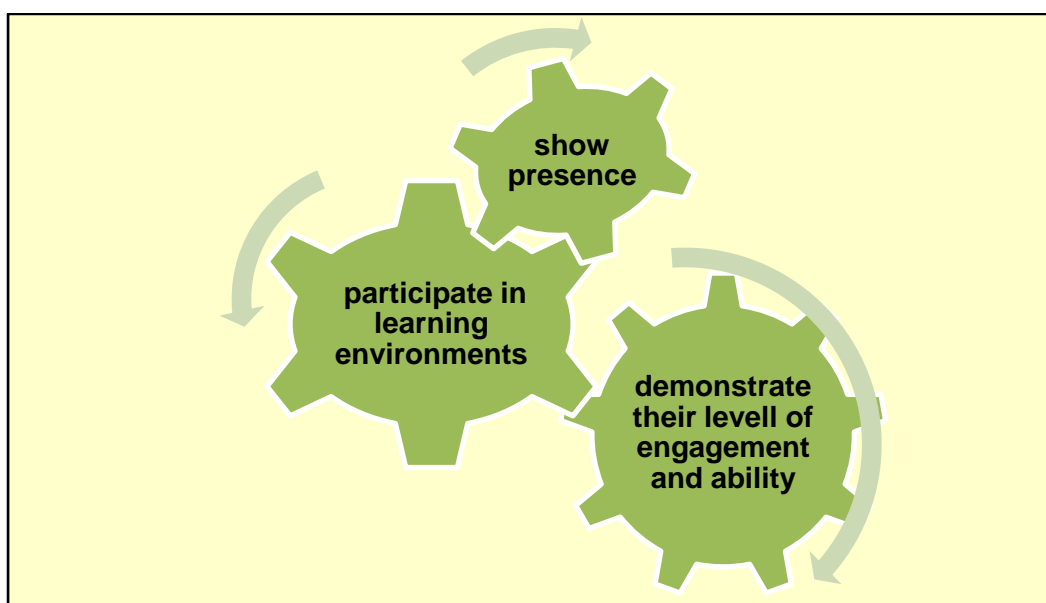 show
presence
participate in
learning
environments
demonstrate
their levell of
engagement
and ability